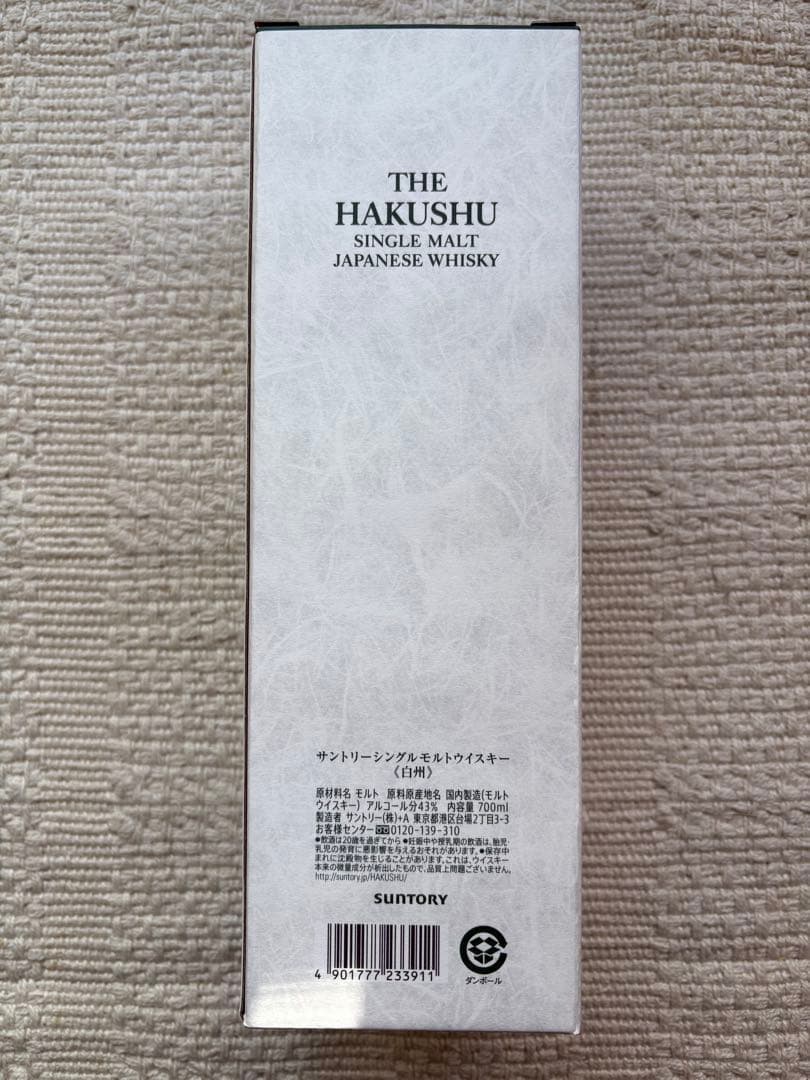 THE
HAKUSHU
SINGLE MALT
JAPANESE WHISKY
サントリーシングルモルトウイスキー
《白州》
原材料名 モルト 原料原産地名 国内製造(モルト
ウイスキー) アルコール分43% 内容量 700ml
製造者 サントリー(株)+A 東京都港区台場2丁目3-3
お客様センター 0120-139-310
●飲酒は20歳を過ぎてから ●妊娠中や授乳期の飲酒は、胎児・
乳児の発育に悪影響を与えるおそれがあります。●保存中
まれに沈殿物を生じることがあります。これは、ウイスキー
本来の微量成分が析出したもので、品質上問題ございません。
http://suntory.jp/HAKUSHU/
SUNTORY
4 901777 233911
ダンボール